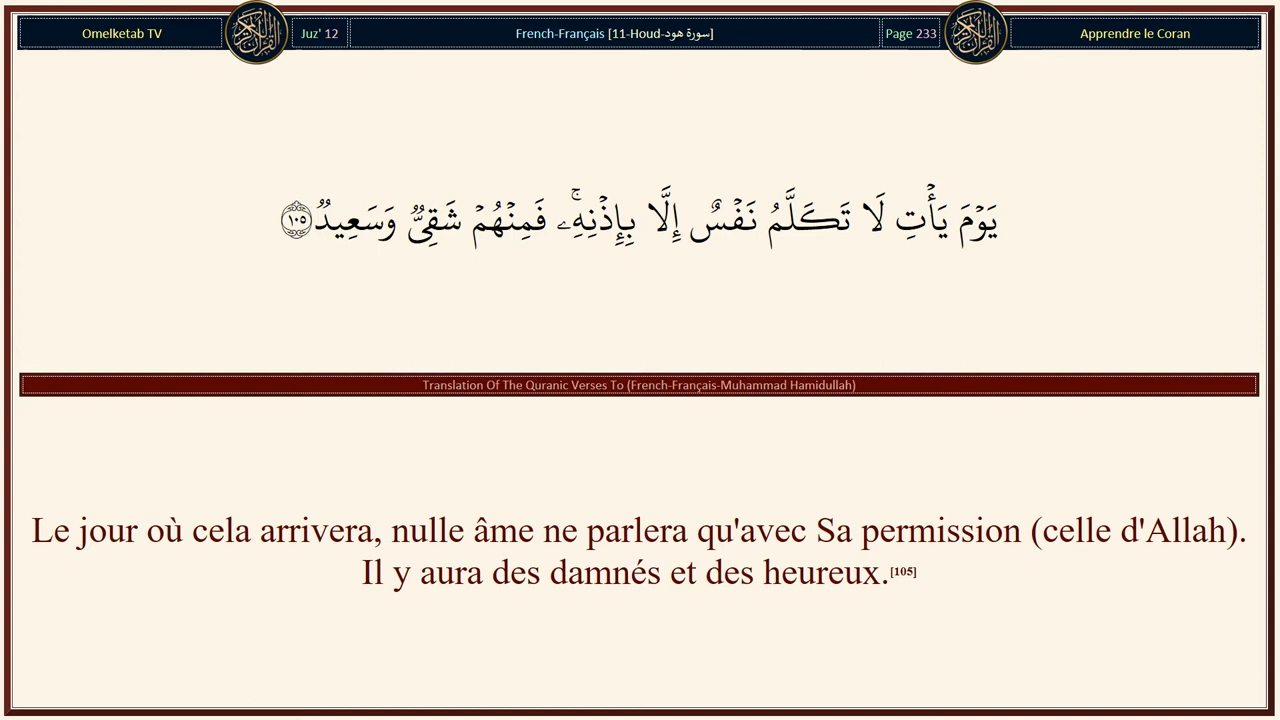 Omelketab TV
Juz' 12
French-Français [11-Houd-سورة هود]
Page 233
Apprendre le Coran
يَوۡمَ يَأۡتِ لَا تَكَلَّمُ نَفۡسٌ إِلَّا بِإِذۡنِهِۦۚ فَمِنۡهُمۡ شَقِيّٞ وَسَعِيدٞ ١٠٥
Translation Of The Quranic Verses To (French-Français-Muhammad Hamidullah)
Le jour où cela arrivera, nulle âme ne parlera qu'avec Sa permission (celle d'Allah).
Il y aura des damnés et des heureux.[105]